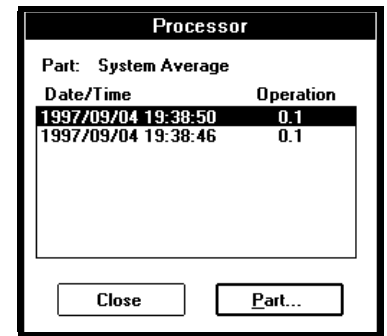 Processor
Part: System Average
Date/Time Operation
1997/09/04 19:38:50 0.1
1997/09/04 19:38:46 0.1
Close Part...